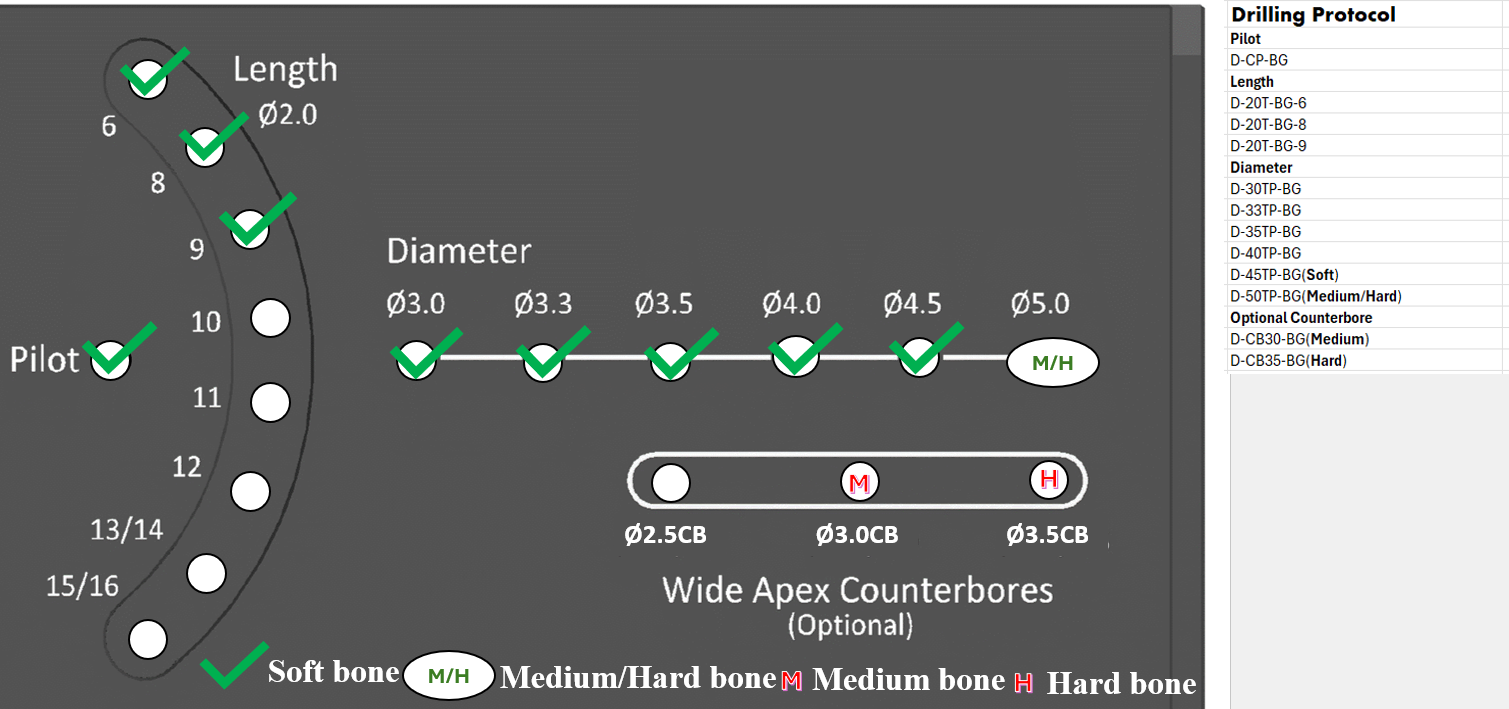 Length
Ø2.0
6
8
9
10
11
12
13/14
15/16
Pilot
Diameter
Ø3.0 Ø3.3 Ø3.5 Ø4.0 Ø4.5 Ø5.0
M/H
M H
Ø2.5CB Ø3.0CB Ø3.5CB
Wide Apex Counterbores
(Optional)
Soft bone M/H Medium/Hard bone M Medium bone H Hard bone
Drilling Protocol
Pilot
D-CP-BG
Length
D-20T-BG-6
D-20T-BG-8
D-20T-BG-9
Diameter
D-30TP-BG
D-33TP-BG
D-35TP-BG
D-40TP-BG
D-45TP-BG(Soft)
D-50TP-BG(Medium/Hard)
Optional Counterbore
D-CB30-BG(Medium)
D-CB35-BG(Hard)